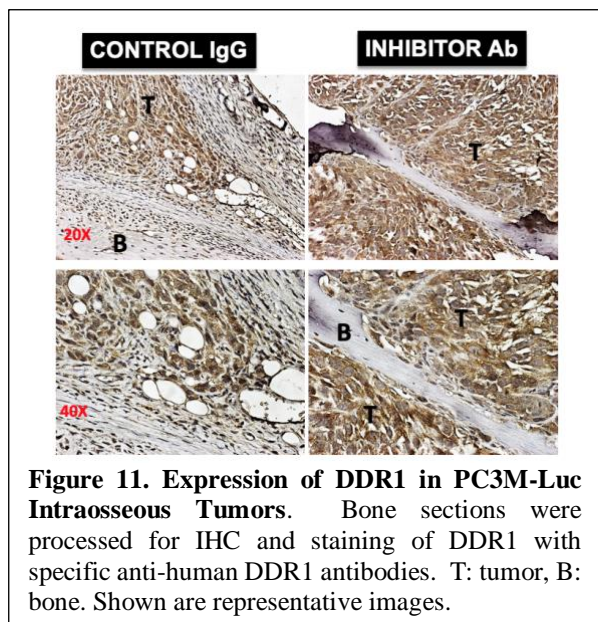 CONTROL IgG
INHIBITOR Ab
T
20X
B
T
40X
B
T
T
Figure 11. Expression of DDR1 in PC3M-Luc
Intraosseous Tumors. Bone sections were
processed for IHC and staining of DDR1 with
specific anti-human DDR1 antibodies. T: tumor, B:
bone. Shown are representative images.